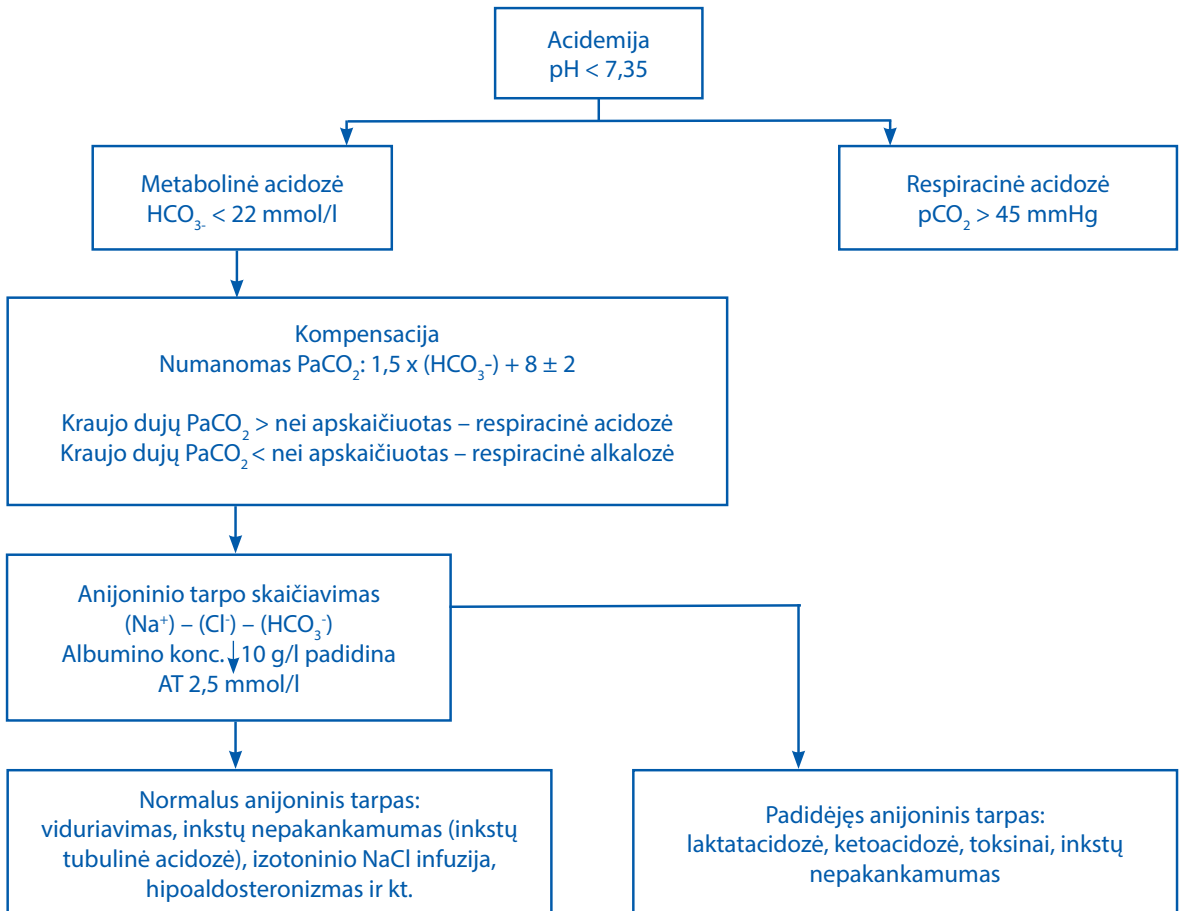 Acidemija
pH < 7,35
Metabolinė acidozė
HCO₃₋ < 22 mmol/l
Respiracinė acidozė
pCO₂ > 45 mmHg
Kompensacija
Numanomas PaCO₂: 1,5 x (HCO₃-) + 8 ± 2
Kraujo dujų PaCO₂ > nei apskaičiuotas – respiracinė acidozė
Kraujo dujų PaCO₂ < nei apskaičiuotas – respiracinė alkalozė
Anijoninio tarpo skaičiavimas
(Na⁺) – (Cl⁻) – (HCO₃⁻)
Albumino konc. ↓ 10 g/l padidina
AT 2,5 mmol/l
Normalus anijoninis tarpas:
viduriavimas, inkstų nepakankamumas (inkstų
tubulinė acidozė), izotoninio NaCl infuzija,
hipoaldosteronizmas ir kt.
Padidėjęs anijoninis tarpas:
laktatacidozė, ketoacidozė, toksinai, inkstų
nepakankamumas